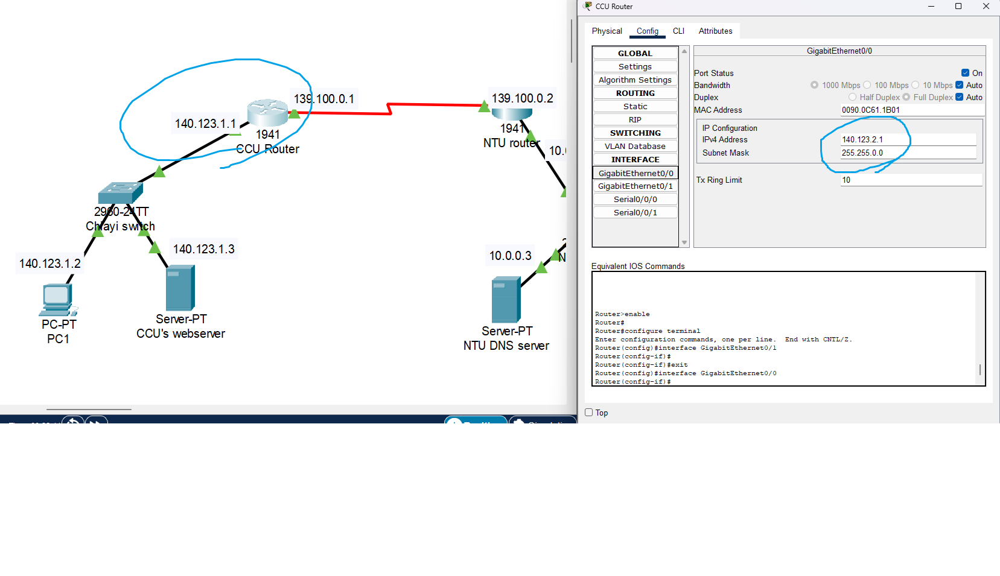 139.100.0.1
139.100.0.2
140.123.1.1
1941
CCU Router
1941
NTU router
10.0
2960-24TT
Chiayi switch
140.123.1.3
140.123.1.2
10.0.0.3
N
PC-PT
PC1
Server-PT
CCU's webserver
Server-PT
NTU DNS server
CCU Router
Physical Config CLI Attributes
GLOBAL
Settings
Algorithm Settings
ROUTING
Static
RIP
SWITCHING
VLAN Database
INTERFACE
GigabitEthernet0/0
GigabitEthernet0/1
Serial0/0/0
Serial0/0/1
GigabitEthernet0/0
Port Status On
Bandwidth 1000 Mbps 100 Mbps 10 Mbps Auto
Duplex Half Duplex Full Duplex Auto
MAC Address 0090.0C61.1B01
IP Configuration
IPv4 Address 140.123.2.1
Subnet Mask 255.255.0.0
Tx Ring Limit 10
Equivalent IOS Commands
Router>enable
Router#
Router#configure terminal
Enter configuration commands, one per line. End with CNTL/Z.
Router(config)#interface GigabitEthernet0/1
Router(config-if)#
Router(config-if)#exit
Router(config)#interface GigabitEthernet0/0
Router(config-if)#
Top